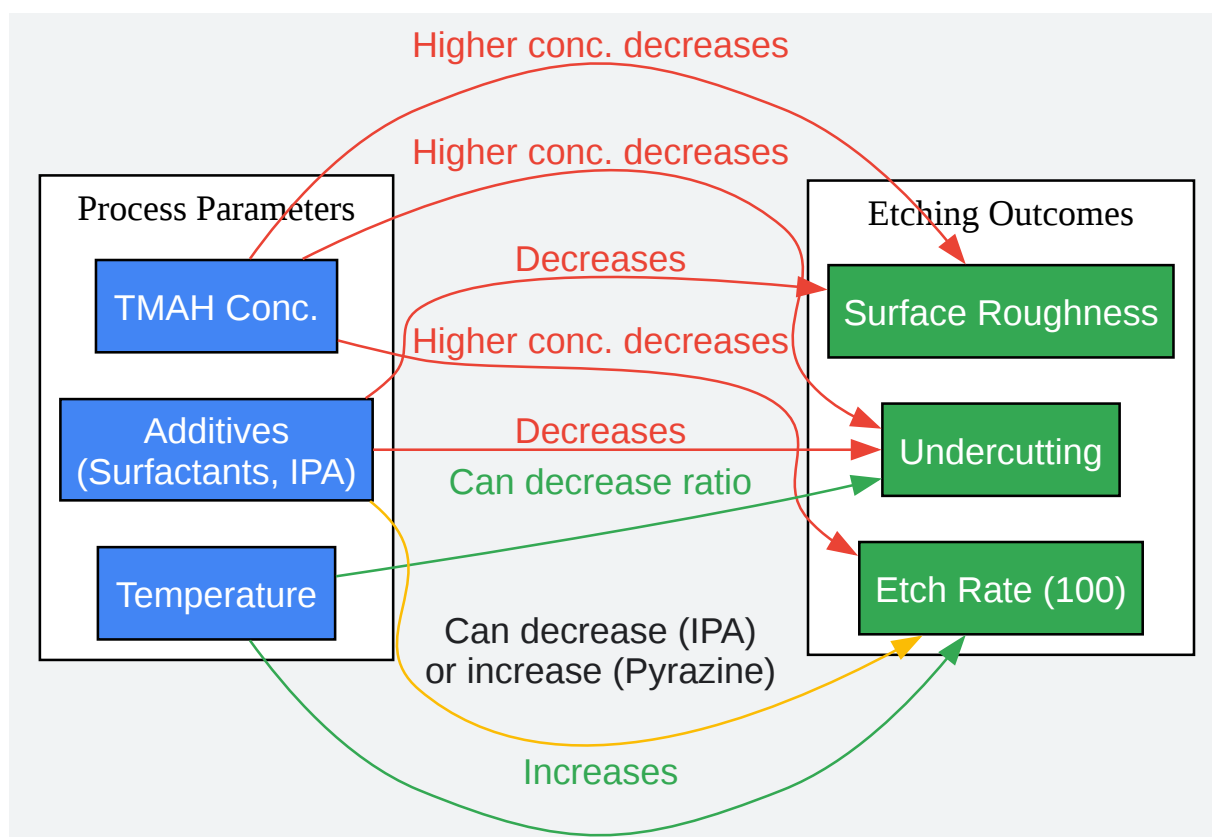 Higher conc. decreases
Higher conc. decreases
Process Parameters
Etching Outcomes
Decreases
TMAH Conc.
Surface Roughness
Higher conc. decreases
Additives
(Surfactants, IPA)
Decreases
Undercutting
Can decrease ratio
Temperature
Etch Rate (100)
Can decrease (IPA)
or increase (Pyrazine)
Increases